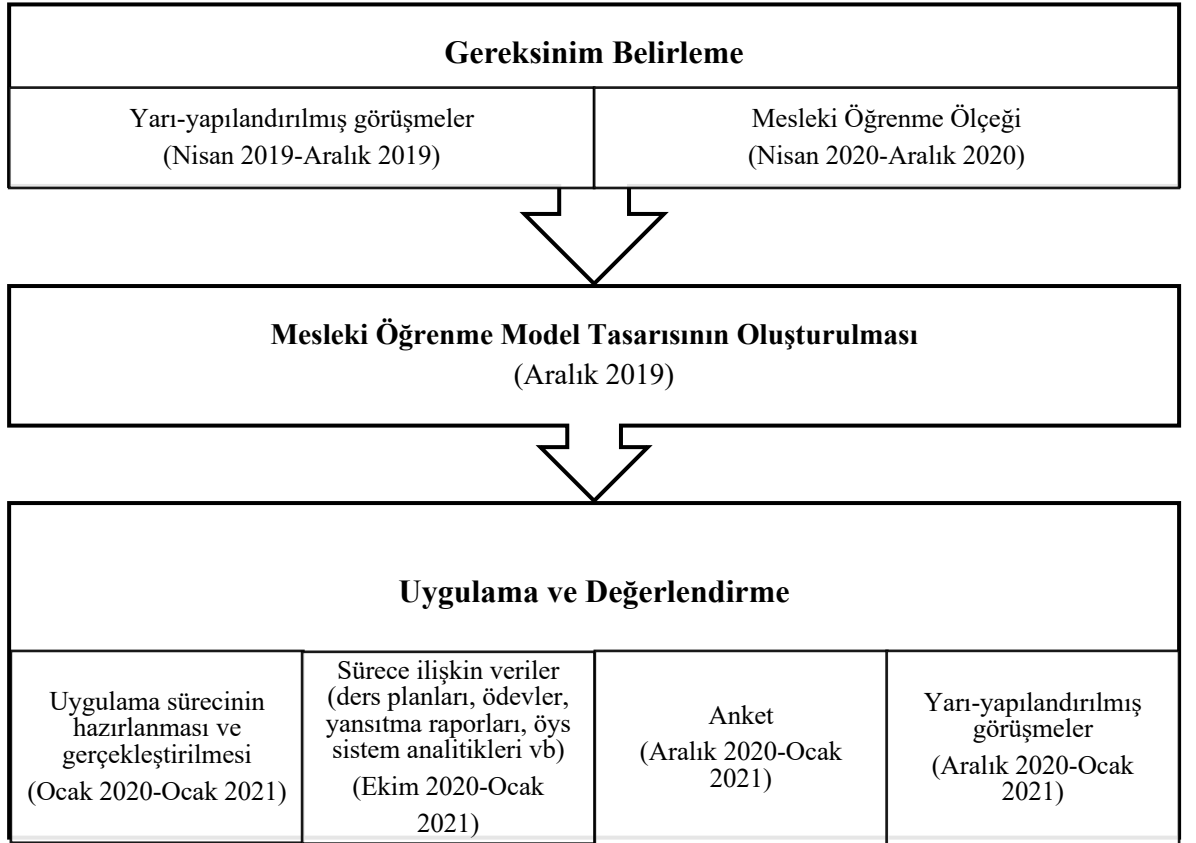 Gereksinim Belirleme
Yarı-yapılandırılmış görüşmeler
(Nisan 2019-Aralık 2019)
Mesleki Öğrenme Ölçeği
(Nisan 2020-Aralık 2020)
Mesleki Öğrenme Model Tasarısının Oluşturulması
(Aralık 2019)
Uygulama ve Değerlendirme
Uygulama sürecinin
hazırlanması ve
gerçekleştirilmesi
(Ocak 2020-Ocak 2021)
Sürece ilişkin veriler
(ders planları, ödevler,
yansıtma raporları, öys
sistem analitikleri vb)
(Ekim 2020-Ocak
2021)
Anket
(Aralık 2020-Ocak
2021)
Yarı-yapılandırılmış
görüşmeler
(Aralık 2020-Ocak
2021)